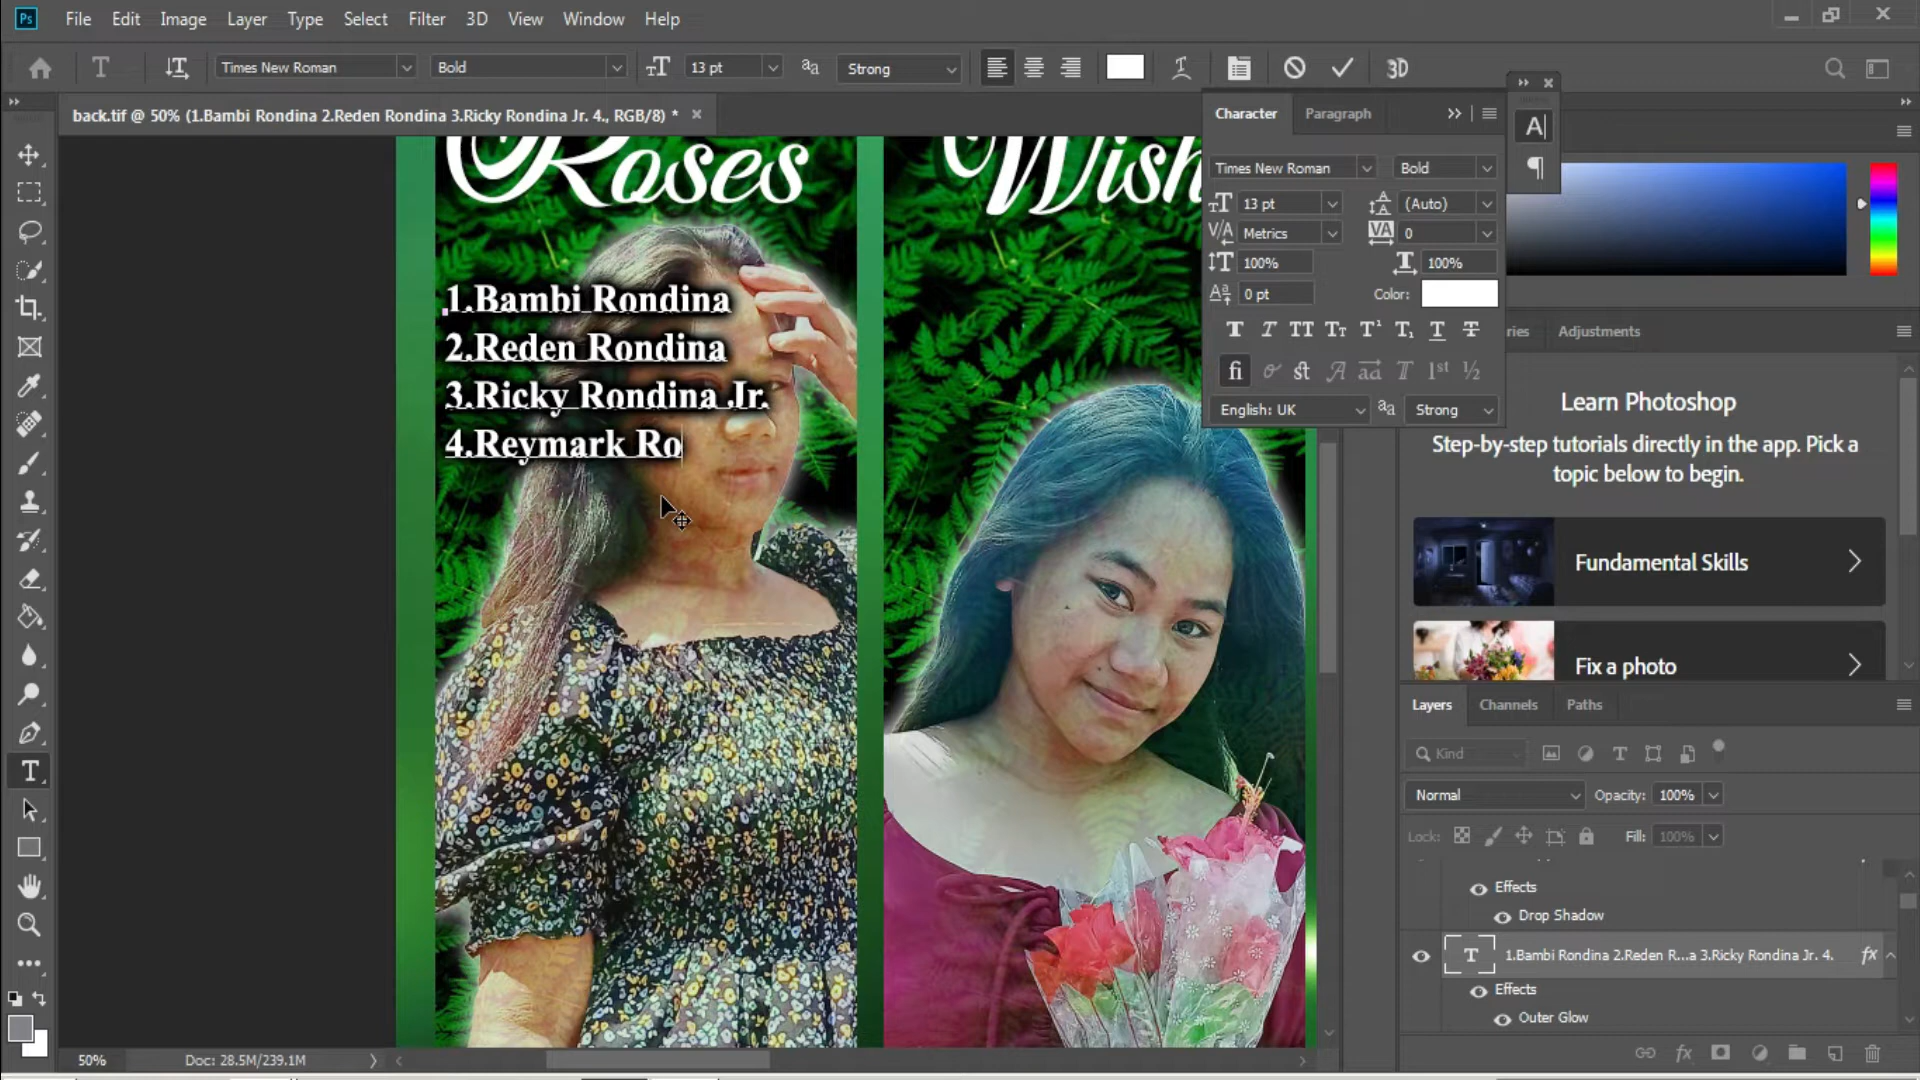 Ps File Edit Image Layer Type Select Filter 3D View Window Help
T Times New Roman Bold 13 pt Strong 3D
back.tif @ 50% (1.Bambi Rondina 2.Reden Rondina 3.Ricky Rondina Jr. 4., RGB/8) *
Roses
Wish
1.Bambi Rondina
2.Reden Rondina
3.Ricky Rondina Jr.
4.Reymark Ro
Character Paragraph
Times New Roman Bold
13 pt (Auto)
Metrics 0
100% 100%
0 pt Color:
English: UK Strong
ries Adjustments
Learn Photoshop
Step-by-step tutorials directly in the app. Pick a
topic below to begin.
Fundamental Skills
Fix a photo
Layers Channels Paths
Kind
Normal Opacity: 100%
Lock: Fill: 100%
Effects
Drop Shadow
T 1.Bambi Rondina 2.Reden R...a 3.Ricky Rondina Jr. 4. fx
Effects
Outer Glow
50% Doc: 28.5M/239.1M